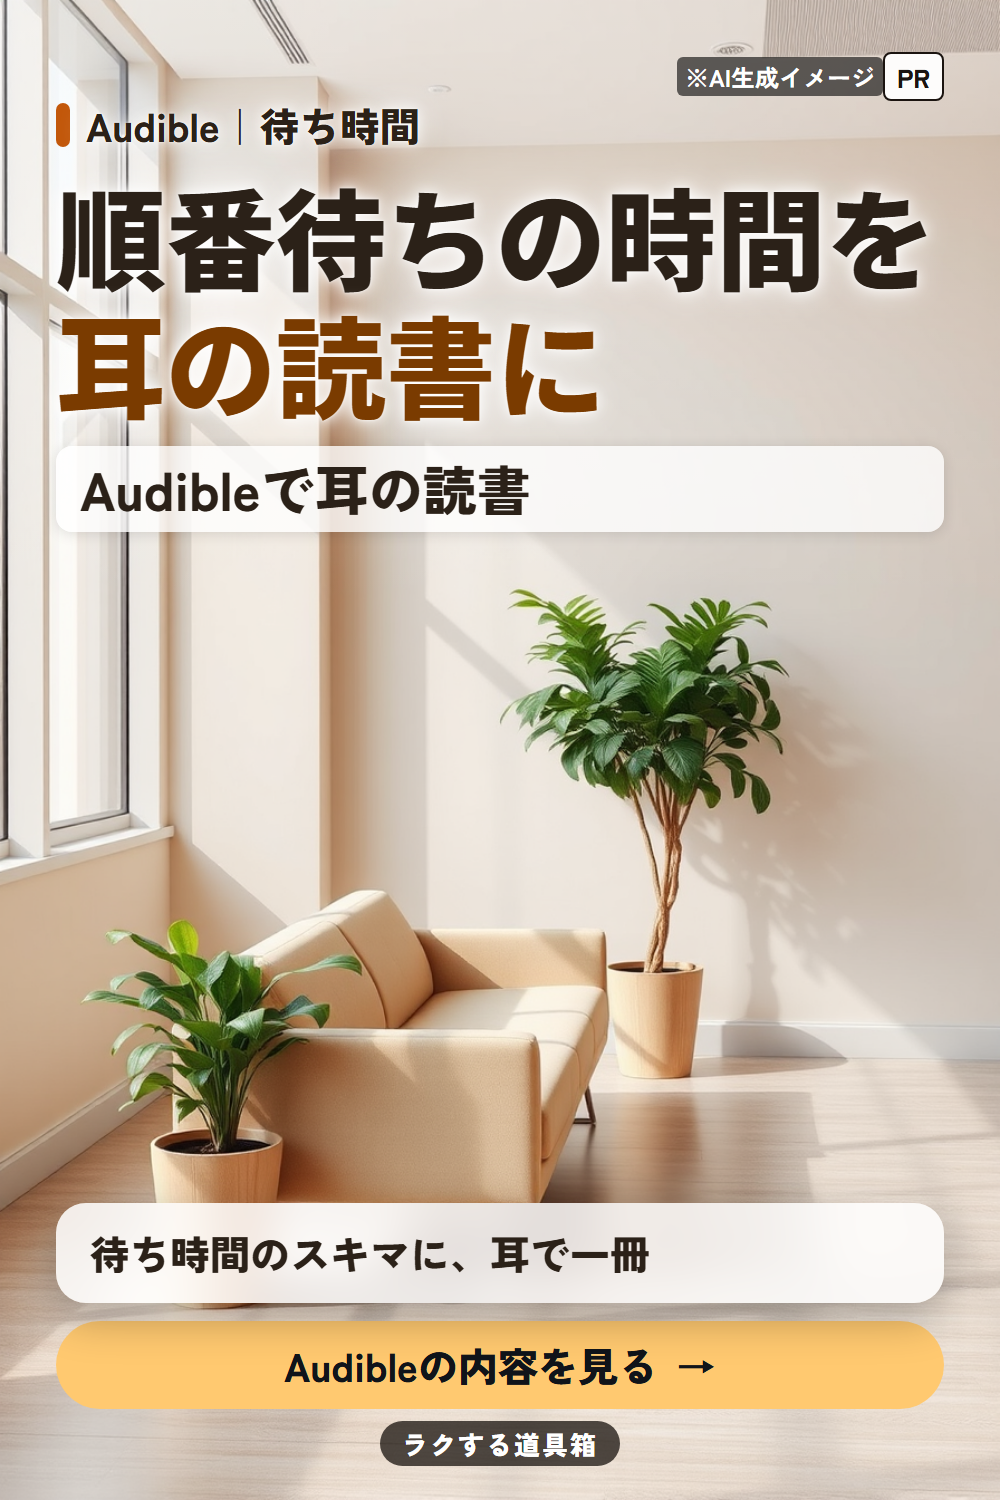 ※AI生成イメージ
PR
Audible｜待ち時間
順番待ちの時間を
耳の読書に
Audibleで耳の読書
待ち時間のスキマに、耳で一冊
Audibleの内容を見る →
ラクする道具箱